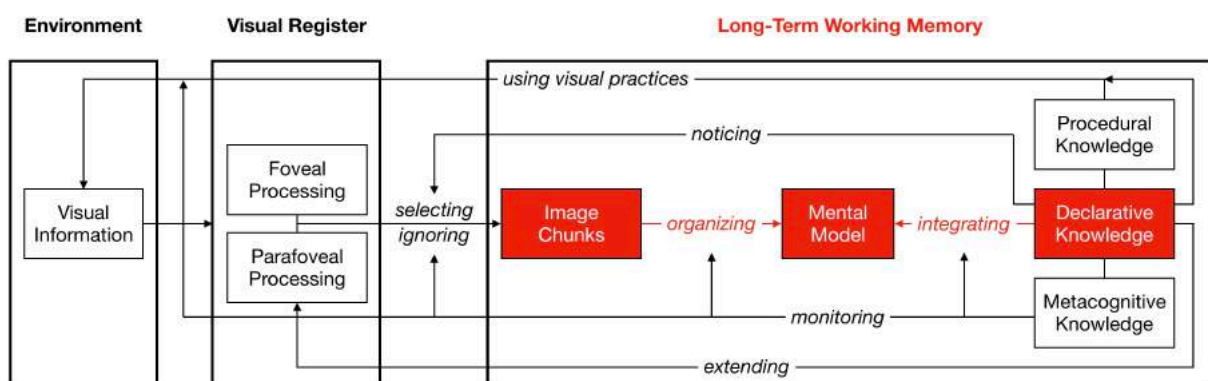 Environment
Visual Register
Long-Term Working Memory
using visual practices
noticing
Procedural
Knowledge
Foveal
Processing
Visual
Information
selecting
ignoring
Image
Chunks
organizing
Mental
Model
integrating
Declarative
Knowledge
Parafoveal
Processing
monitoring
Metacognitive
Knowledge
extending